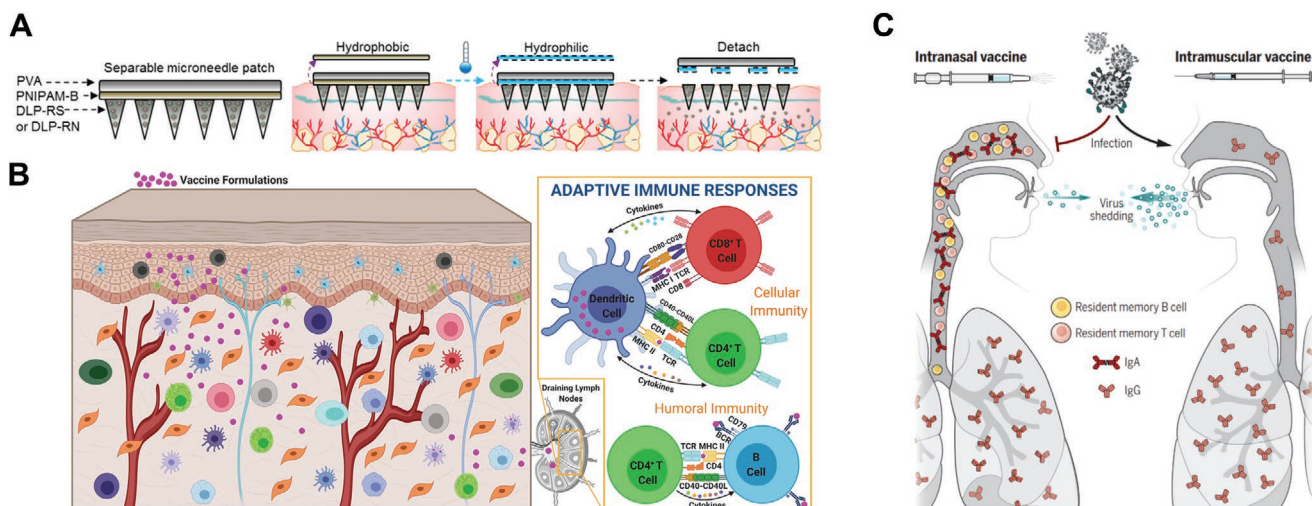 A
Separable microneedle patch
PVA
PNIPAM-B
DLP-RS
or DLP-RN
Hydrophobic
Hydrophilic
Detach
B
Vaccine Formulations
ADAPTIVE IMMUNE RESPONSES
Cytokines
CD80-CD28
MHC I TCR
CD8
CD8+ T
Cell
Dendritic
Cell
Cellular
Immunity
CD40-CD40L
CD4
MHC II
TCR
CD4+ T
Cell
Cytokines
Draining Lymph
Nodes
Humoral Immunity
CD79
BCR
TCR MHC II
CD4
CD40-CD40L
Cytokines
CD4+ T
Cell
B
Cell
C
Intranasal vaccine
Intramuscular vaccine
Infection
Virus
shedding
Resident memory B cell
Resident memory T cell
IgA
IgG